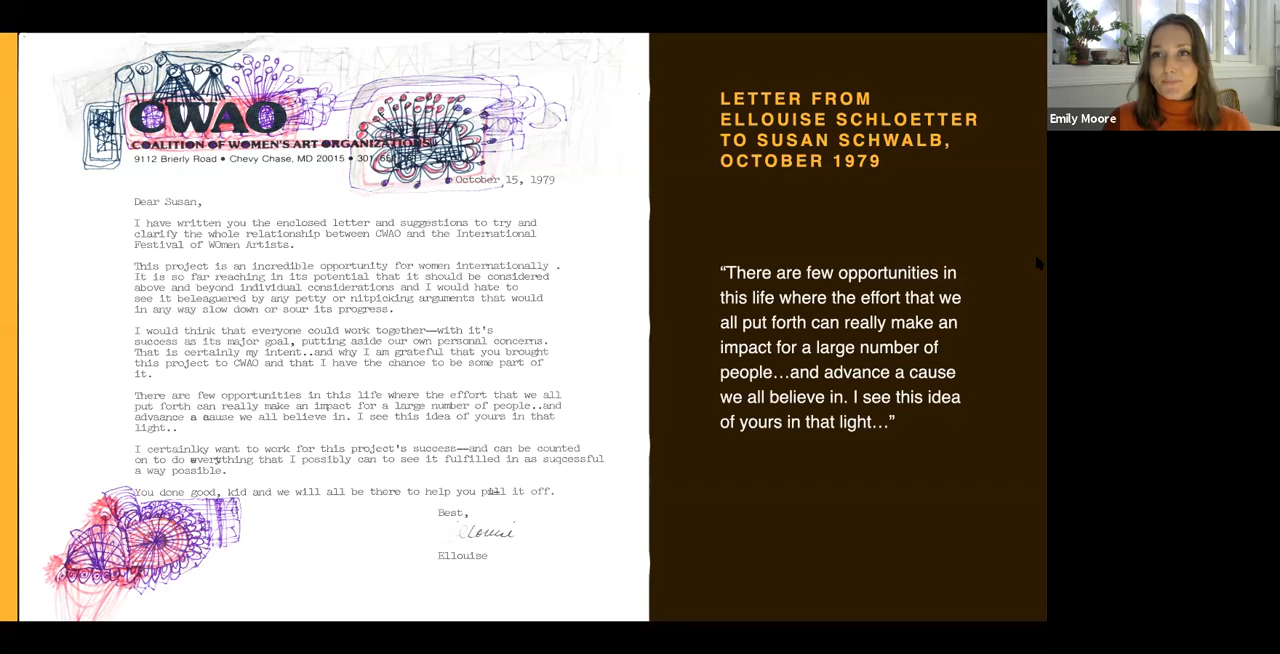 CWAO
COALITION OF WOMEN'S ART ORGANIZATIONS
9112 Brierly Road • Chevy Chase, MD 20015 • 301
October 15, 1979
Dear Susan,
I have written you the enclosed letter and suggestions to try and
clarify the whole relationship between CWAO and the International
Festival of WOmen Artists.
This project is an incredible opportunity for women internationally .
It is so far reaching in its potential that it should be considered
above and beyond individual considerations and I would hate to
see it beleaguered by any petty or nitpicking arguments that would
in any way slow down or sour its progress.
I would think that everyone could work together—with it's
success as its major goal, putting aside our own personal concerns.
That is certainly my intent..and why I am grateful that you brought
this project to CWAO and that I have the chance to be some part of
it.
There are few opportunities in this life where the effort that we all
put forth can really make an impact for a large number of people..and
advaance a cause we all believe in. I see this idea of yours in that
light..
I certainlky want to work for this project's success—and can be counted
on to do everything that I possibly can to see it fulfilled in as suqcessful
a way possible.
You done good, kid and we will all be there to help you pull it off.
Best,
Ellouise
Ellouise
LETTER FROM
ELLOUISE SCHLOETTER
TO SUSAN SCHWALB,
OCTOBER 1979
“There are few opportunities in
this life where the effort that we
all put forth can really make an
impact for a large number of
people…and advance a cause
we all believe in. I see this idea
of yours in that light…”
Emily Moore